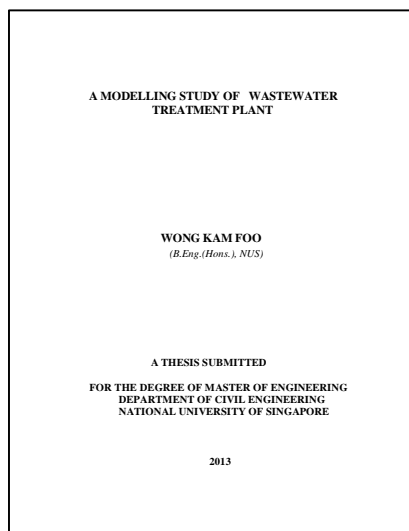 A MODELLING STUDY OF WASTEWATER
TREATMENT PLANT
WONG KAM FOO
(B.Eng.(Hons.), NUS)
A THESIS SUBMITTED
FOR THE DEGREE OF MASTER OF ENGINEERING
DEPARTMENT OF CIVIL ENGINEERING
NATIONAL UNIVERSITY OF SINGAPORE
2013